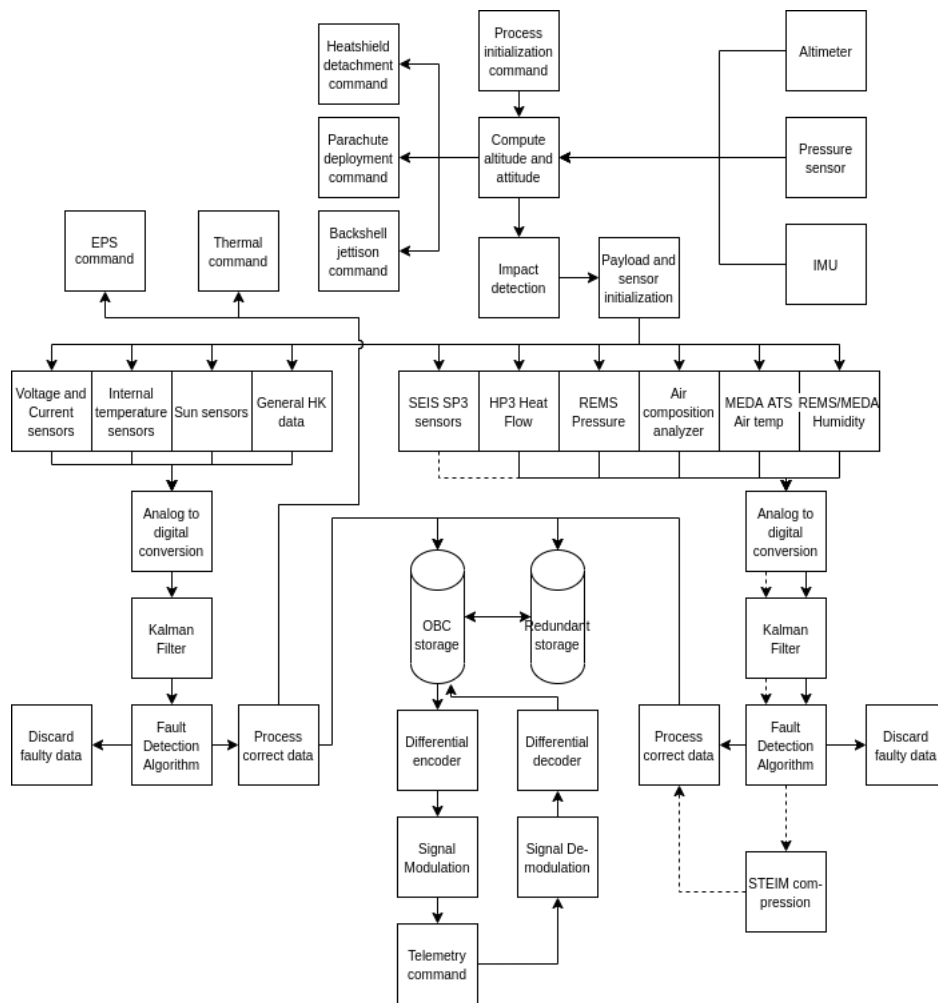 Heatshield
detachment
command
Process
initialization
command
Altimeter
Parachute
deployment
command
Compute
altitude and
attitude
Pressure
sensor
EPS
command
Thermal
command
Backshell
jettison
command
Impact
detection
Payload and
sensor
initialization
IMU
Voltage and
Current
sensors
Internal
temperature
sensors
Sun sensors
General HK
data
SEIS SP3
sensors
HP3 Heat
Flow
REMS
Pressure
Air
composition
analyzer
MEDA ATS
Air temp
REMS/MEDA
Humidity
Analog to
digital
conversion
Analog to
digital
conversion
Kalman
Filter
OBC
storage
Redundant
storage
Kalman
Filter
Discard
faulty data
Fault
Detection
Algorithm
Process
correct data
Differential
encoder
Differential
decoder
Process
correct data
Fault
Detection
Algorithm
Discard
faulty data
Signal
Modulation
Signal De-
modulation
STEIM com-
pression
Telemetry
command